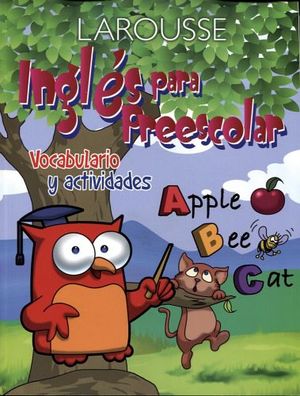 LAROUSSE
Inglés para
Preescolar
Vocabulario
y actividades
Apple
Bee
Cat